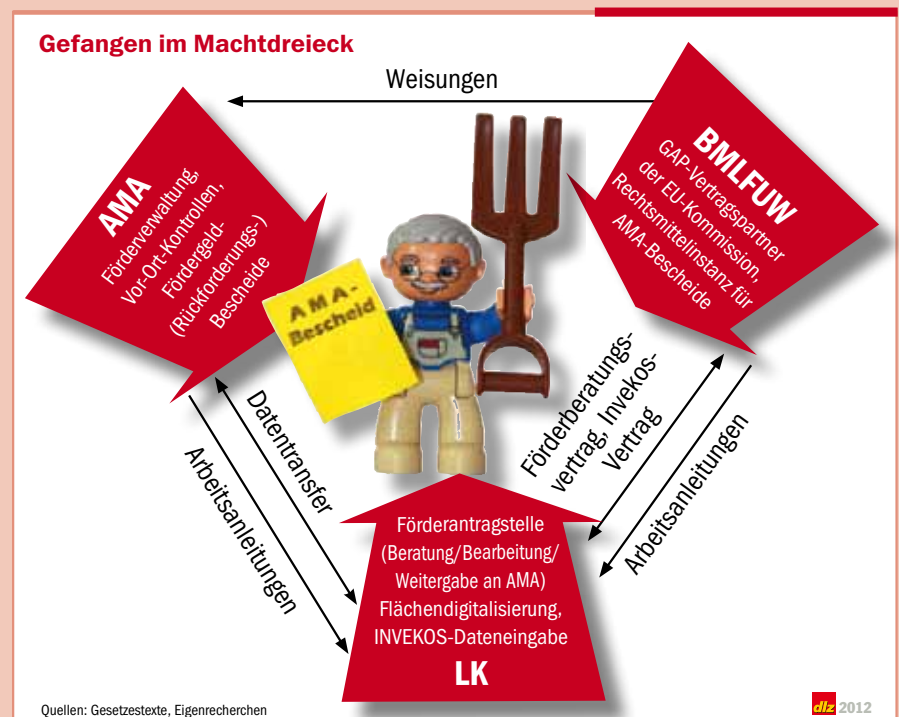 Gefangen im Machtdreieck
Weisungen
AMA
Förderverwaltung,
Vor-Ort-Kontrollen,
Fördergeld-
(Rückforderungs-)
Bescheide
BMLFUW
GAP-Vertragspartner
der EU-Kommission,
Rechtsmittelinstanz für
AMA-Bescheide
AMA-
Bescheid
Datentransfer
Arbeitsanleitungen
Förderberatungs-
vertrag, Invekos-
Vertrag
Arbeitsanleitungen
Förderantragstelle
(Beratung/Bearbeitung/
Weitergabe an AMA)
Flächendigitalisierung,
INVEKOS-Dateneingabe
LK
Quellen: Gesetzestexte, Eigenrecherchen
dlz 2012